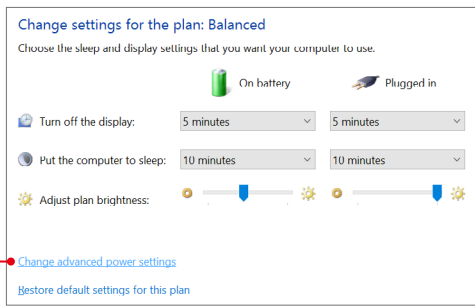 Change settings for the plan: Balanced
Choose the sleep and display settings that you want your computer to use.
On battery Plugged in
Turn off the display: 5 minutes 5 minutes
Put the computer to sleep: 10 minutes 10 minutes
Adjust plan brightness:
Change advanced power settings
Restore default settings for this plan